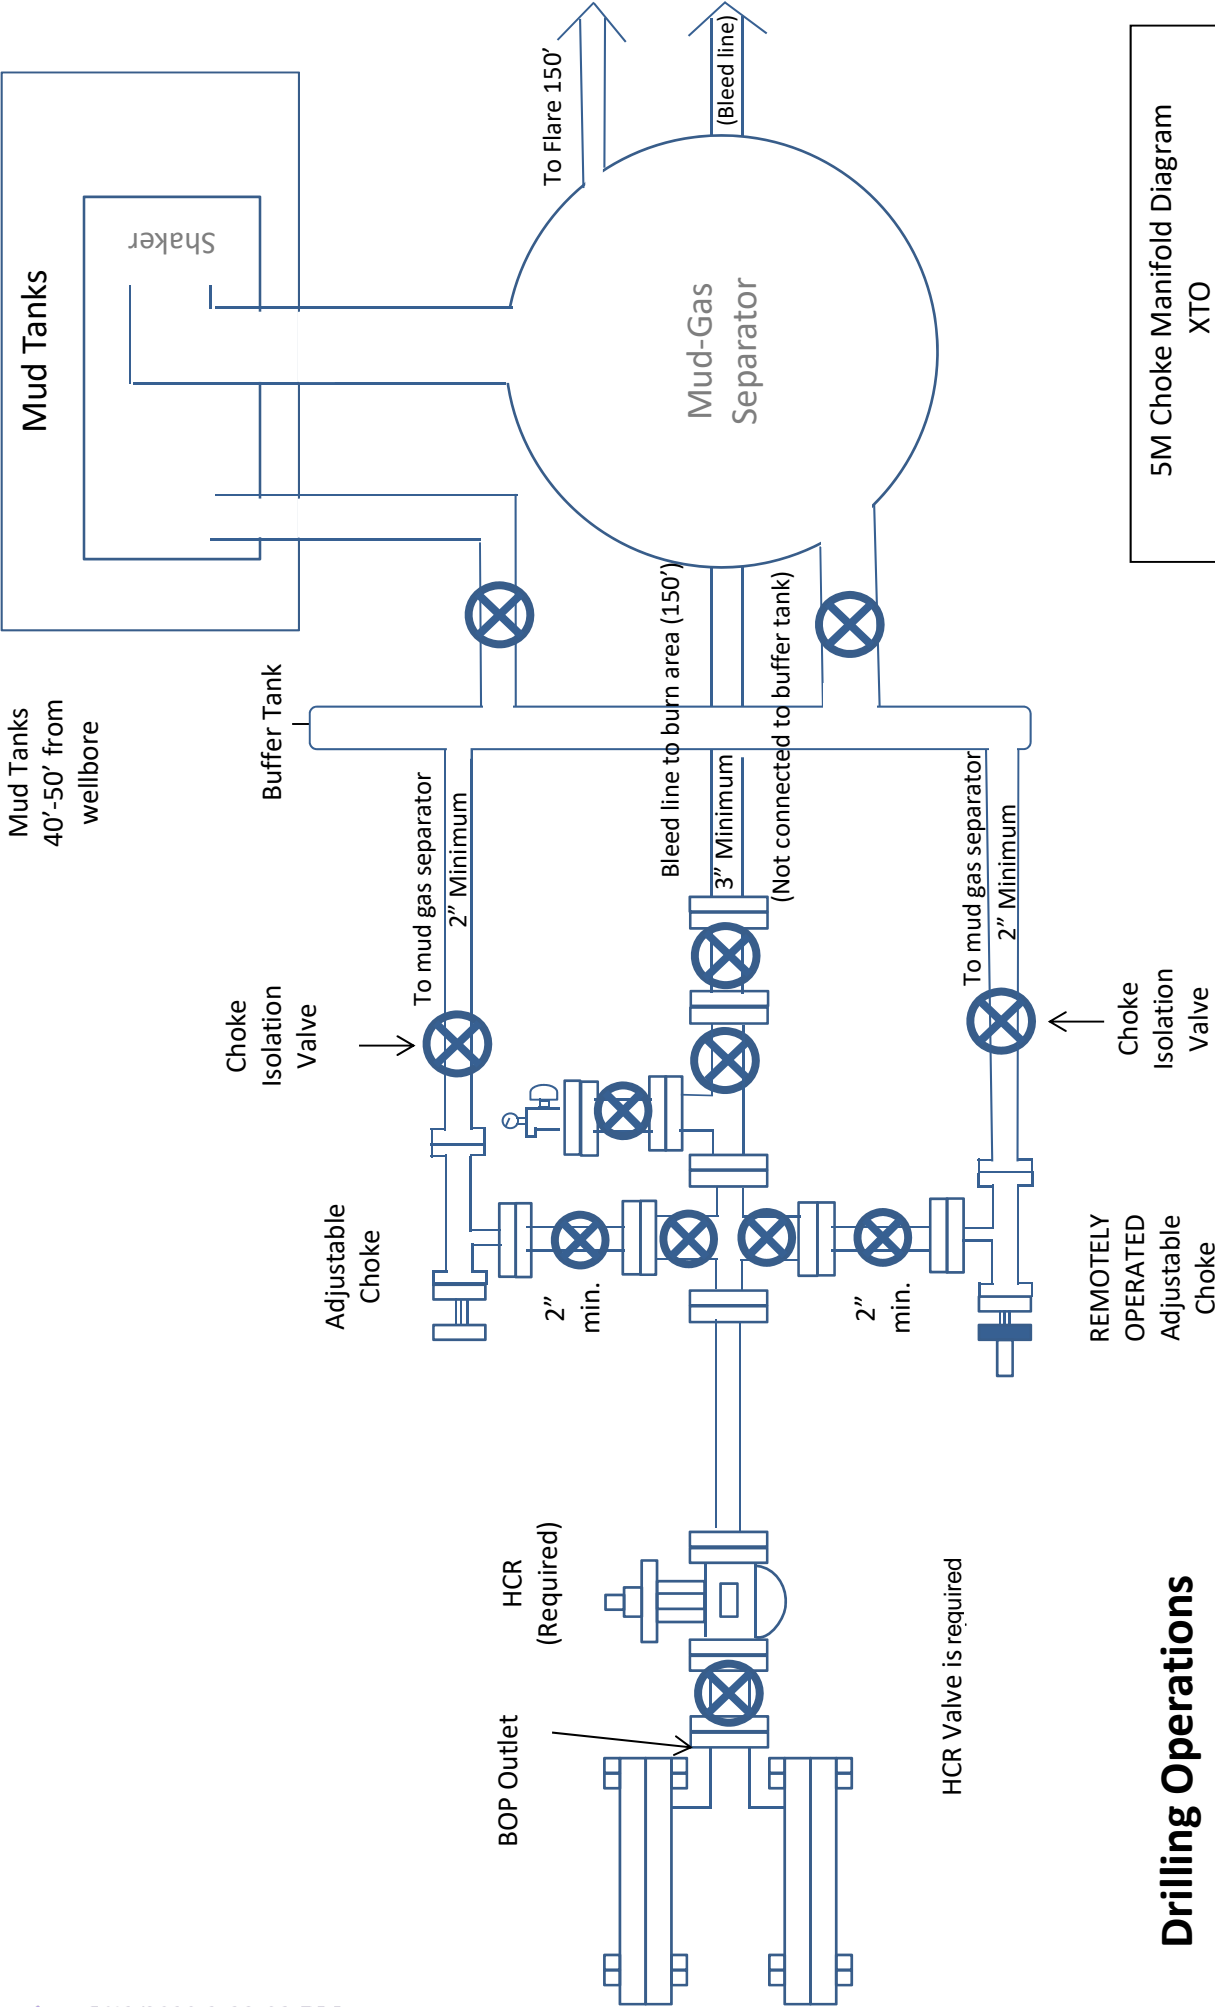 Mud Tanks
40’-50’ from
wellbore
Mud Tanks
Shaker
Buffer Tank
Choke
Isolation
Valve
Adjustable
Choke
To mud gas separator
2” Minimum
To Flare 150’
(Bleed line)
Mud-Gas
Separator
Bleed line to burn area (150’)
3” Minimum
(Not connected to buffer tank)
HCR
(Required)
BOP Outlet
2”
min.
2”
min.
To mud gas separator
2” Minimum
HCR Valve is required
REMOTELY
OPERATED
Adjustable
Choke
Choke
Isolation
Valve
Drilling Operations
5M Choke Manifold Diagram
XTO